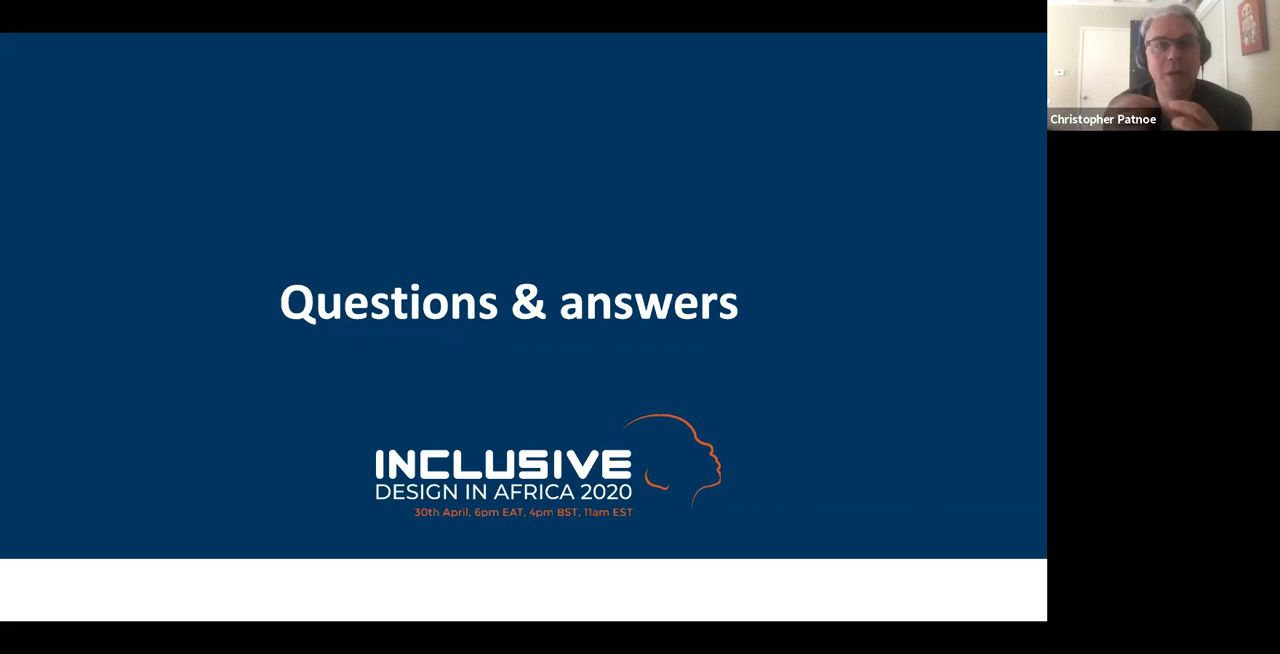 Christopher Patnoe
Questions & answers
INCLUSIVE
DESIGN IN AFRICA 2020
30th April, 6pm EAT, 4pm BST, 11am EST